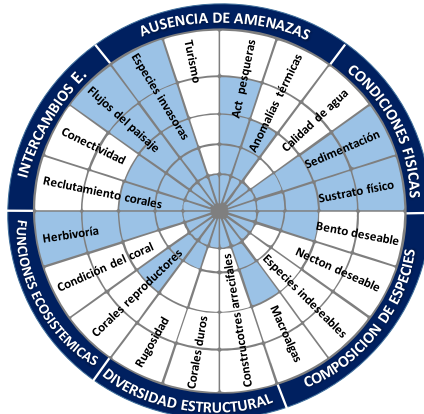 AUSENCIA DE AMENAZAS
CONDICIONES FISICAS
COMPOSICION DE ESPECIES
DIVERSIDAD ESTRUCTURAL
FUNCIONES ECOSISTEMICAS
INTERCAMBIOS E.
Turismo
Act pesqueras
Anomalías térmicas
Calidad de agua
Sedimentación
Sustrato físico
Bento deseable
Necton deseable
Especies indeseables
Macroalgas
Construcotres arrecifales
Corales duros
Rugosidad
Corales reproductores
Condición del coral
Herbivoría
Reclutamiento corales
Conectividad
Flujos del paisaje
Especies invasoras